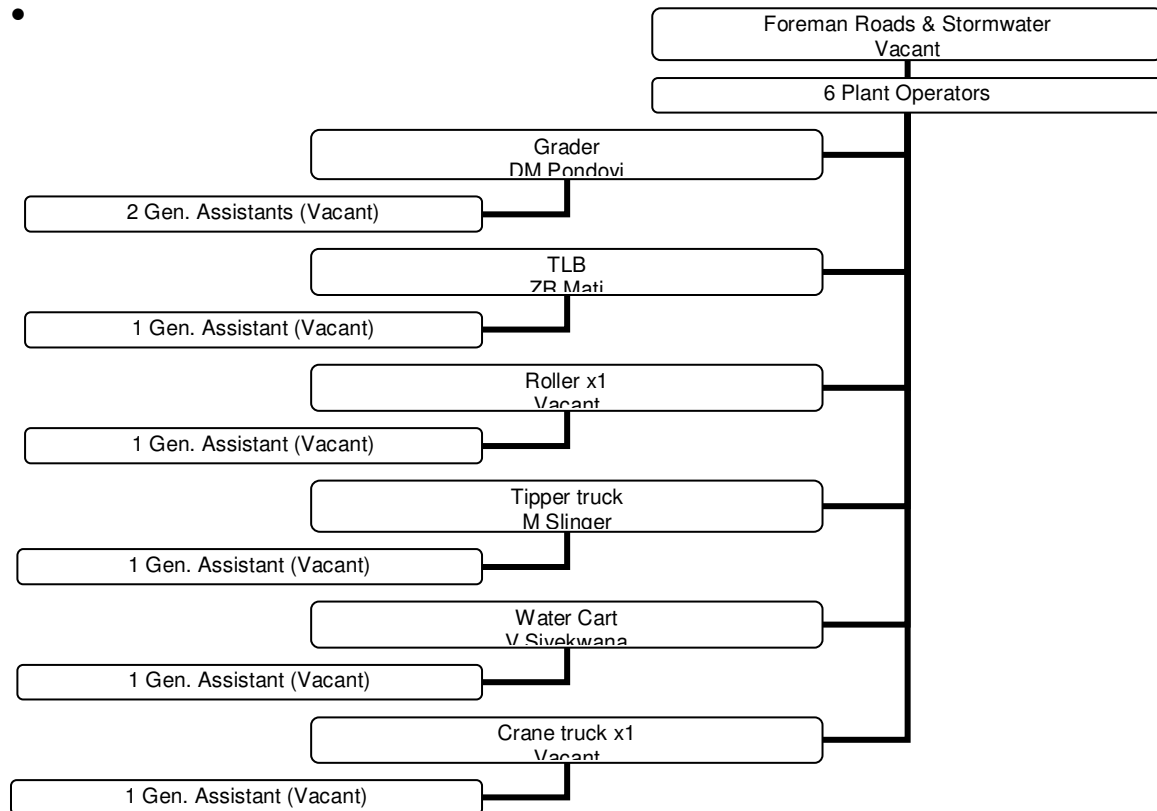 •
Foreman Roads & Stormwater
Vacant
6 Plant Operators
Grader
DM Pondoyi
2 Gen. Assistants (Vacant)
TLB
ZR Mati
1 Gen. Assistant (Vacant)
Roller x1
Vacant
1 Gen. Assistant (Vacant)
Tipper truck
M Slinger
1 Gen. Assistant (Vacant)
Water Cart
V Siyekwana
1 Gen. Assistant (Vacant)
Crane truck x1
Vacant
1 Gen. Assistant (Vacant)